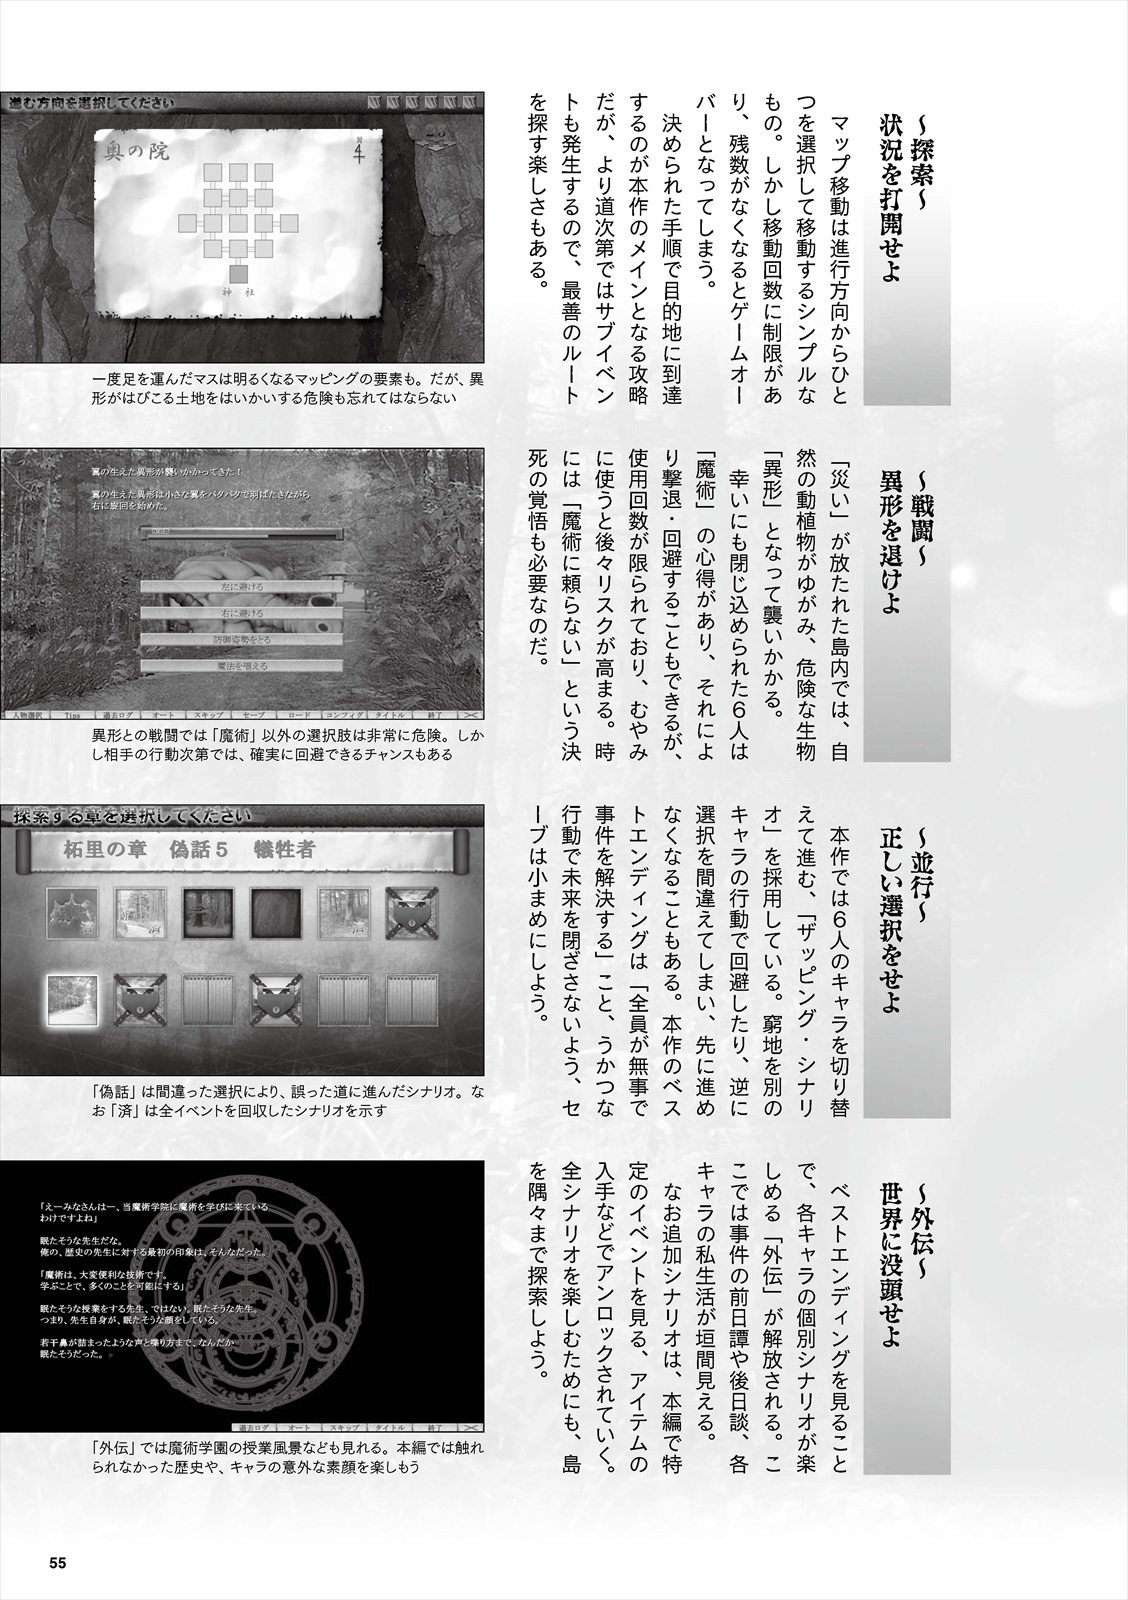 ～探索～
状況を打開せよ
マップ移動は進行方向からひと
つを選択して移動するシンプルな
もの。しかし移動回数に制限があ
り、残数がなくなるとゲームオー
バーとなってしまう。
決められた手順で目的地に到達
するのが本作のメインとなる攻略
だが、より道次第ではサブイベン
トも発生するので、最善のルート
を探す楽しさもある。
進む方向を選択してください
奥の院
神社
一度足を運んだマスは明るくなるマッピングの要素も。だが、異
形がはびこる土地をはいかいする危険も忘れてはならない
～戦闘～
異形を退けよ
「災い」が放たれた島内では、自
然の動植物がゆがみ、危険な生物
「異形」となって襲いかかる。
幸いにも閉じ込められた6人は
「魔術」の心得があり、それによ
り撃退・回避することもできるが、
使用回数が限られており、むやみ
に使うと後々リスクが高まる。時
には「魔術に頼らない」という決
死の覚悟も必要なのだ。
翼の生えた異形が襲いかかってきた！
翼の生えた異形は小さな翼をバタバタで羽ばたきながら
右に旋回を始めた。
左に避ける
右に避ける
防御姿勢をとる
魔法を唱える
人物選択 Tips 過去ログ オート スキップ セーブ ロード コンフィグ タイトル 終了
異形との戦闘では「魔術」以外の選択肢は非常に危険。しか
し相手の行動次第では、確実に回避できるチャンスもある
～並行～
正しい選択をせよ
本作では6人のキャラを切り替
えて進む、「ザッピング・シナリ
オ」を採用している。窮地を別の
キャラの行動で回避したり、逆に
選択を間違えてしまい、先に進め
なくなることもある。本作のベス
トエンディングは「全員が無事で
事件を解決する」こと、うかつな
行動で未来を閉ざさないよう、セ
ーブは小まめにしよう。
探索する章を選択してください
柘里の章　偽話５　犠牲者
済
済
済
「偽話」は間違った選択により、誤った道に進んだシナリオ。な
お「済」は全イベントを回収したシナリオを示す
～外伝～
世界に没頭せよ
ベストエンディングを見ること
で、各キャラの個別シナリオが楽
しめる「外伝」が解放される。こ
こでは事件の前日譚や後日談、各
キャラの私生活が垣間見える。
なお追加シナリオは、本編で特
定のイベントを見る、アイテムの
入手などでアンロックされていく。
全シナリオを楽しむためにも、島
を隅々まで探索しよう。
「えーみなさんはー、当魔術学院に魔術を学びに来ている
わけですよね」
眠たそうな先生だな。
俺の、歴史の先生に対する最初の印象は、そんなだった。
「魔術は、大変便利な技術です。
学ぶことで、多くのことを可能にする」
眠たそうな授業をする先生、ではない。眠たそうな先生。
つまり、先生自身が、眠たそうな顔をしている。
若干鼻が詰まったような声と喋り方まで、なんだか
眠たそうだった。
過去ログ オート スキップ タイトル 終了
「外伝」では魔術学園の授業風景なども見れる。本編では触れ
られなかった歴史や、キャラの意外な素顔を楽しもう
55